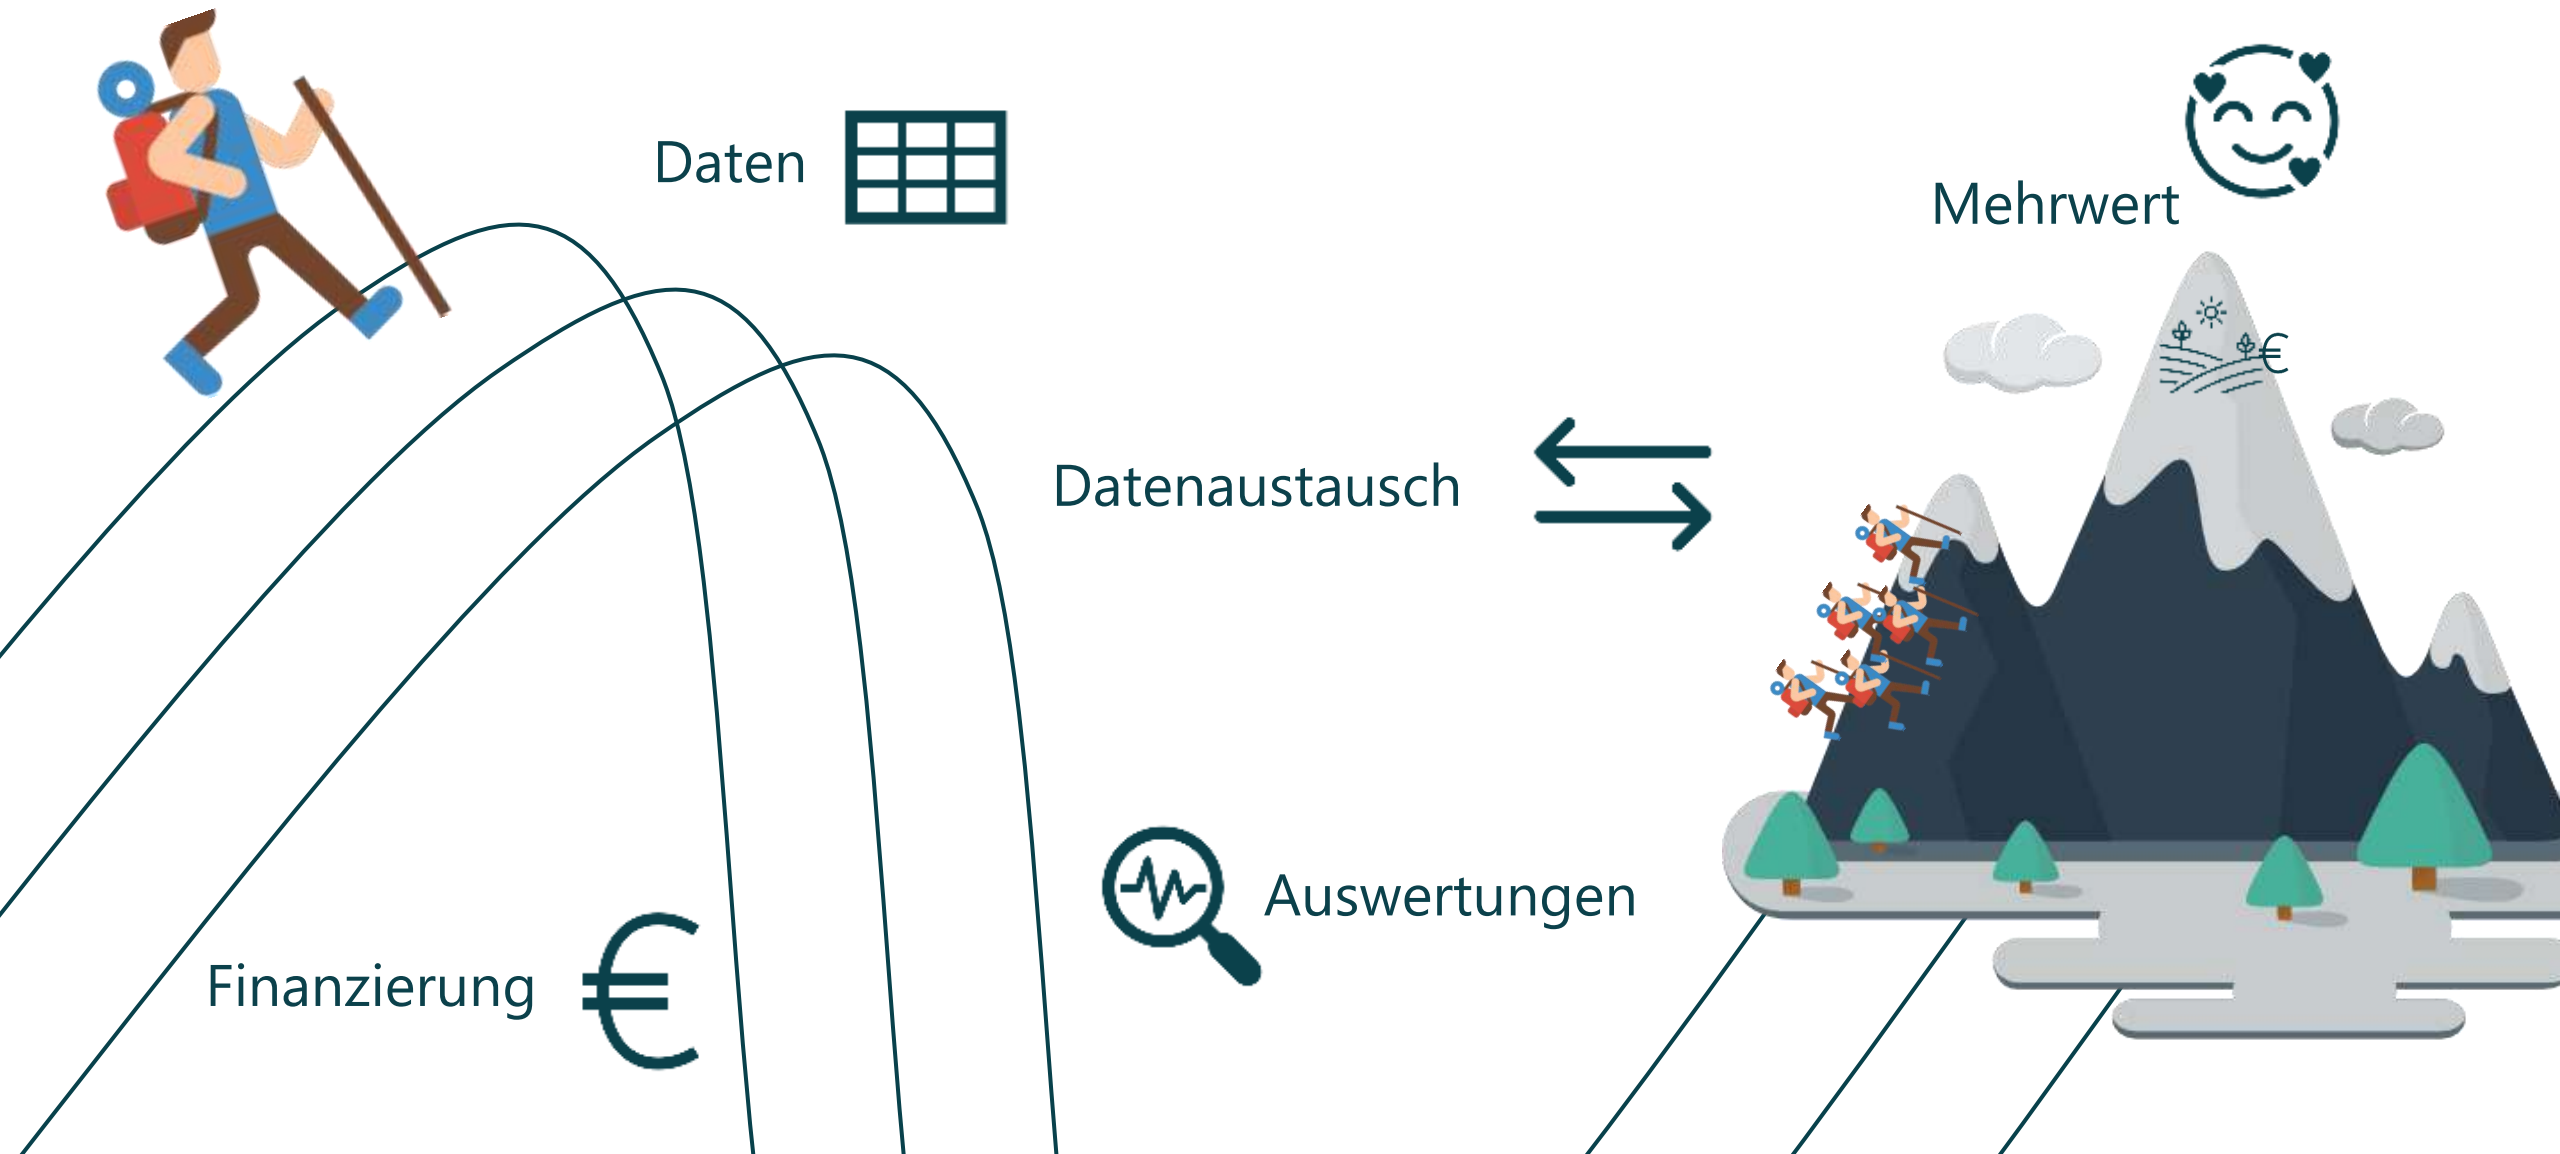 Daten
Mehrwert
€
Datenaustausch
Auswertungen
Finanzierung €